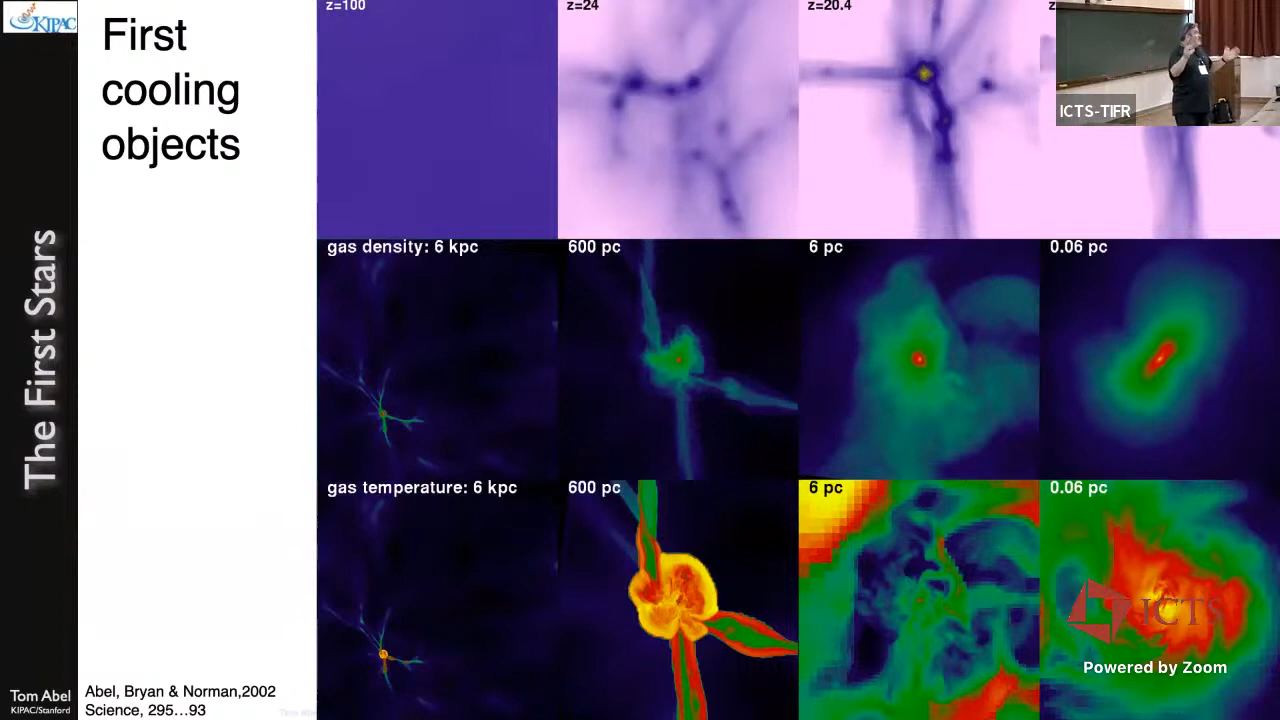 KIPAC
First
cooling
objects
The First Stars
z=100
z=24
z=20.4
z
ICTS-TIFR
gas density: 6 kpc
600 pc
6 pc
0.06 pc
gas temperature: 6 kpc
600 pc
6 pc
0.06 pc
ICTS
Powered by Zoom
Tom Abel
KIPAC/Stanford
Abel, Bryan & Norman,2002
Science, 295...93